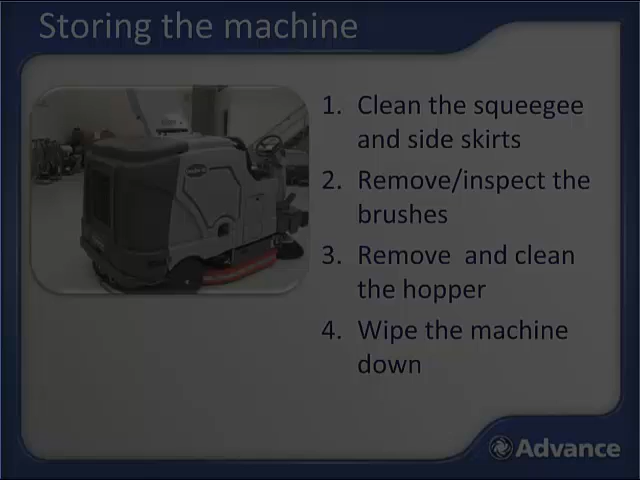 Storing the machine
1. Clean the squeegee
and side skirts
2. Remove/inspect the
brushes
3. Remove and clean
the hopper
4. Wipe the machine
down
Advance